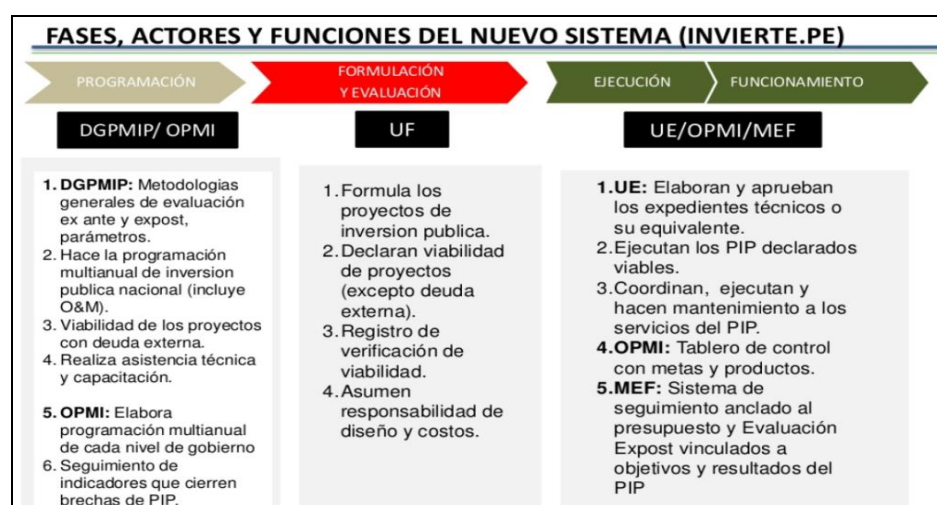 FASES, ACTORES Y FUNCIONES DEL NUEVO SISTEMA (INVIERTE.PE)
PROGRAMACIÓN
FORMULACIÓN
Y EVALUACIÓN
EJECUCIÓN
FUNCIONAMIENTO
DGPMIP/ OPMI
UF
UE/OPMI/MEF
1. DGPMIP: Metodologias
generales de evaluación
ex ante y expost,
parámetros.
2. Hace la programación
multianual de inversion
publica nacional (incluye
O&M).
3. Viabilidad de los proyectos
con deuda externa.
4. Realiza asistencia técnica
y capacitación.
5. OPMI: Elabora
programación multianual
de cada nivel de gobierno
6. Seguimiento de
indicadores que cierren
brechas de PIP.
1. Formula los
proyectos de
inversion publica.
2. Declaran viabilidad
de proyectos
(excepto deuda
externa).
3. Registro de
verificación de
viabilidad.
4. Asumen
responsabilidad de
diseño y costos.
1. UE: Elaboran y aprueban
los expedientes técnicos o
su equivalente.
2. Ejecutan los PIP declarados
viables.
3. Coordinan, ejecutan y
hacen mantenimiento a los
servicios del PIP.
4. OPMI: Tablero de control
con metas y productos.
5. MEF: Sistema de
seguimiento anclado al
presupuesto y Evaluación
Expost vinculados a
objetivos y resultados del
PIP